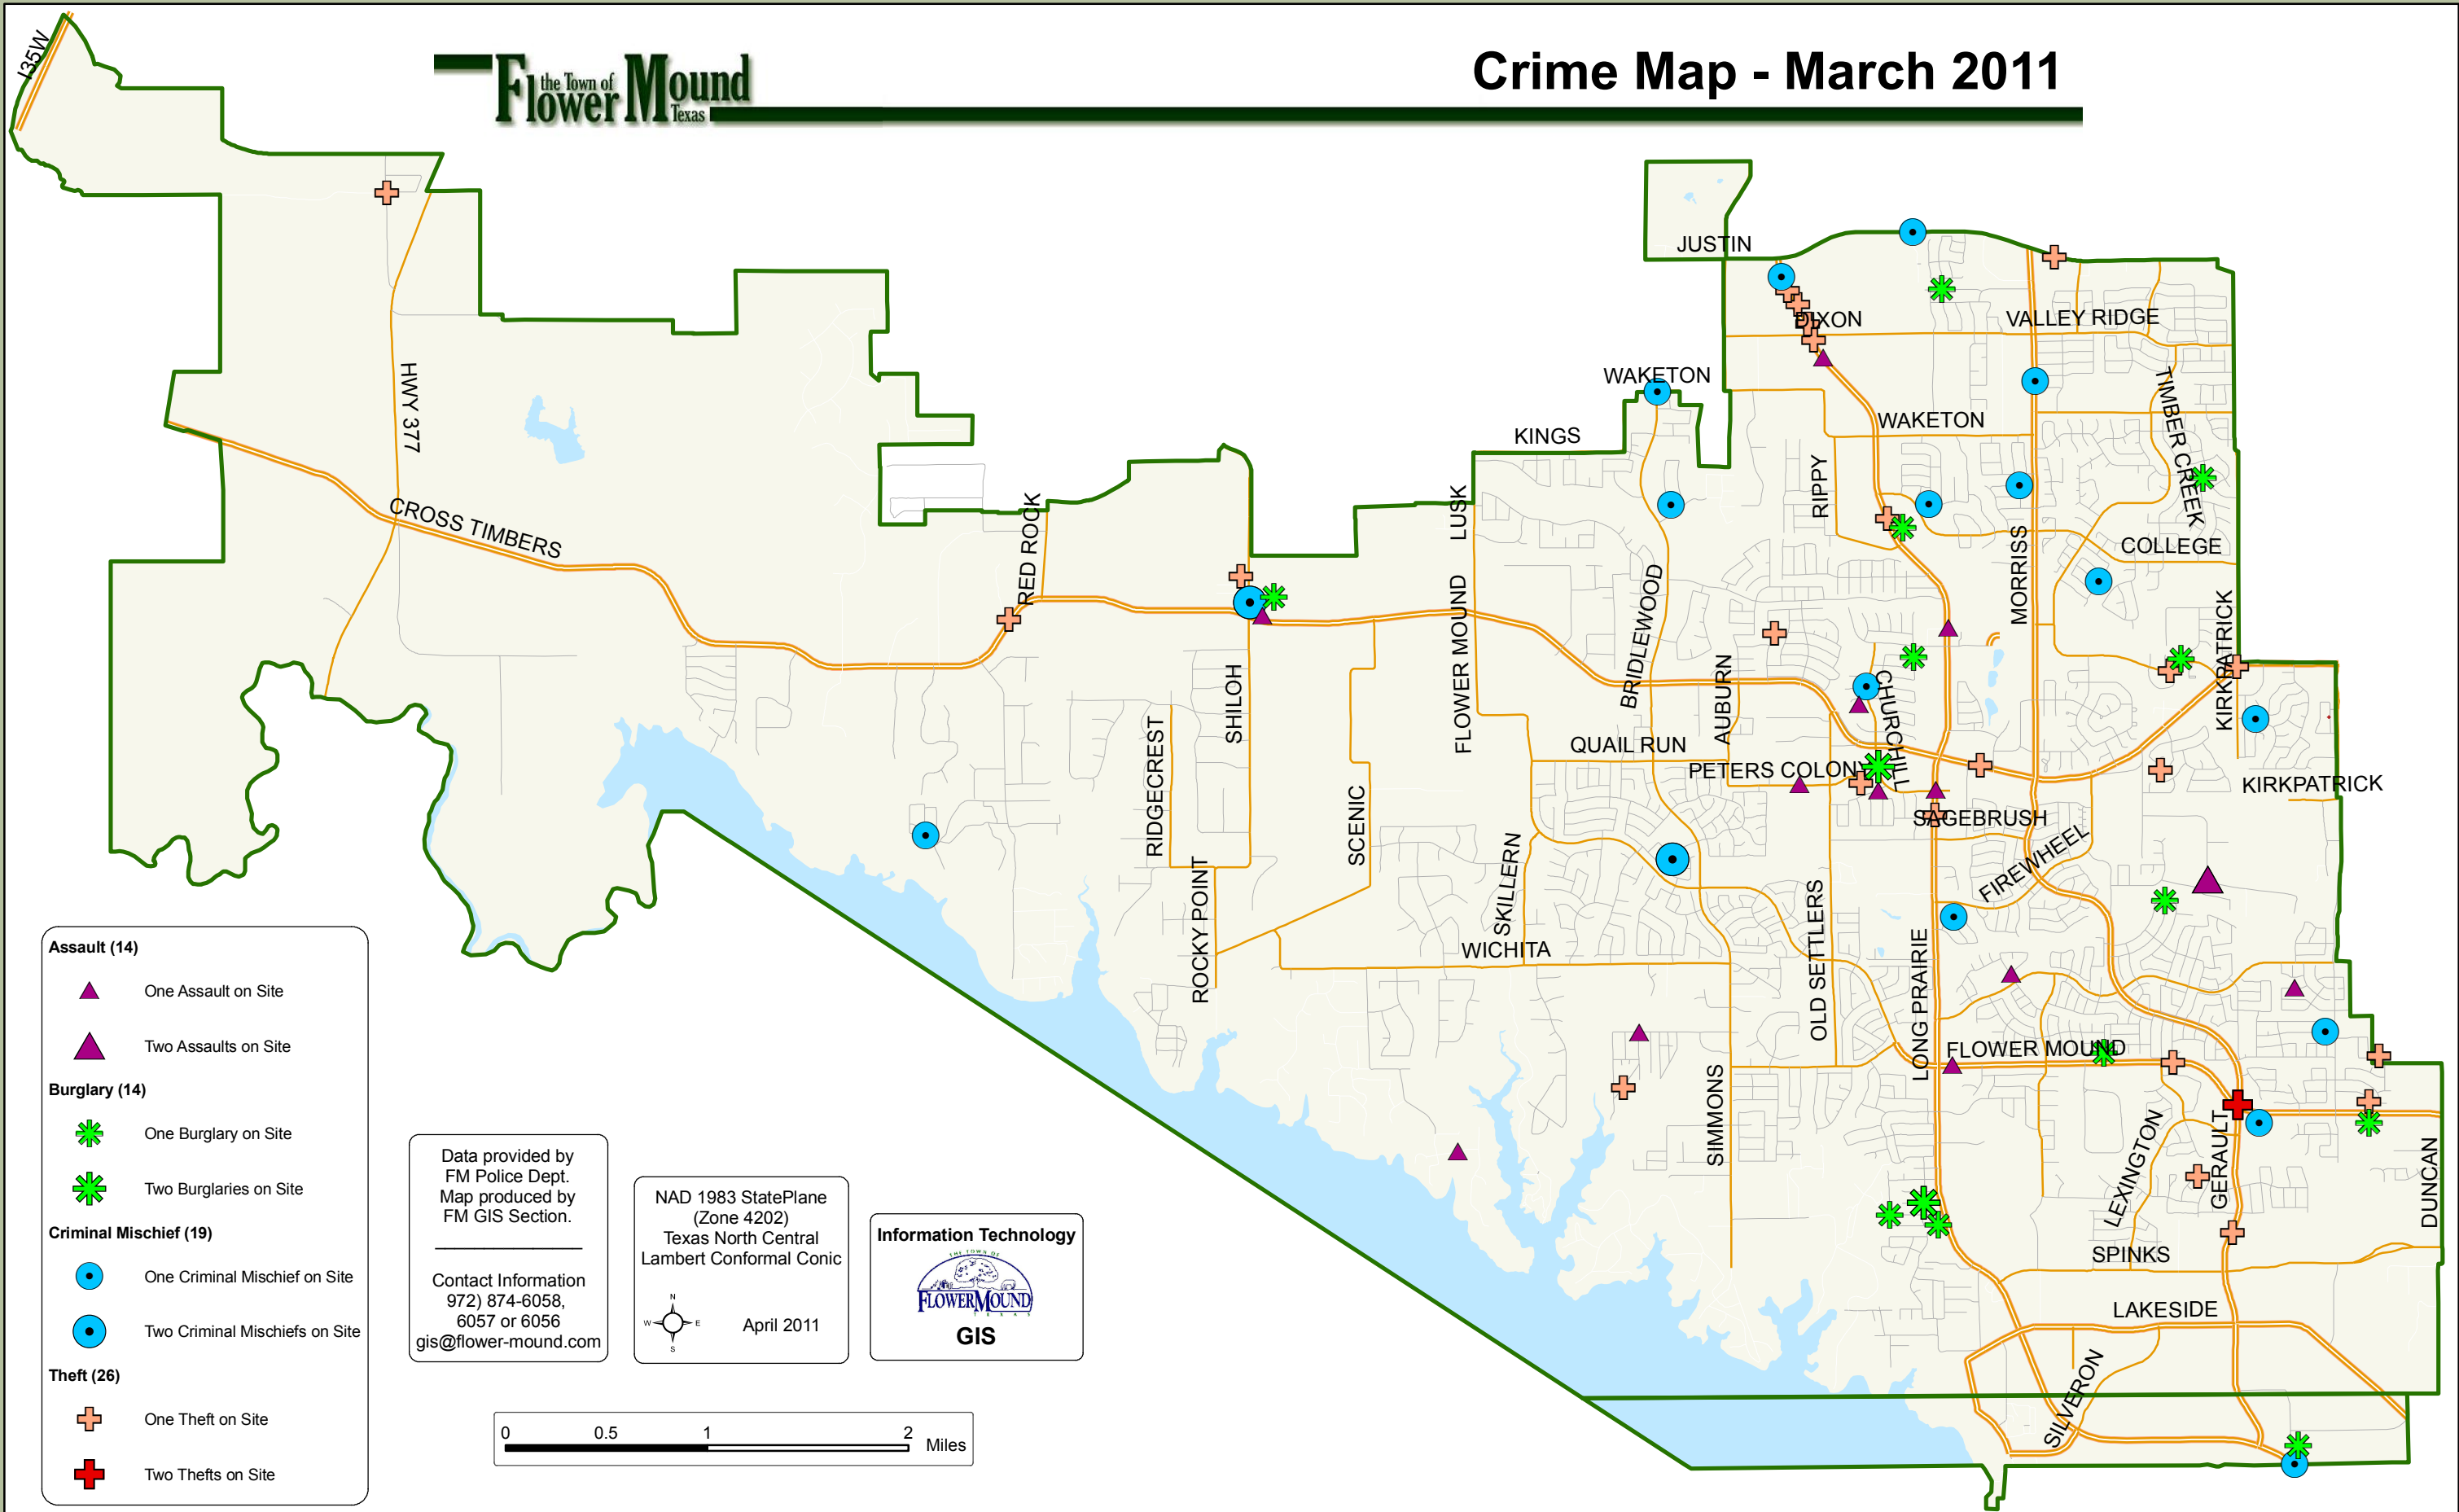 Crime Map - March 2011
the Town of
Flower Mound
Texas
I35W
JUSTIN
DIXON
VALLEY RIDGE
WAKETON
WAKETON
KINGS
TIMBER CREEK
HWY 377
RIPPY
LUSK
CROSS TIMBERS
RED ROCK
COLLEGE
MORRISS
BRIDLEWOOD
FLOWER MOUND
KIRKPATRICK
SHILOH
AUBURN
CHURCHILL
RIDGECREST
QUAIL RUN
PETERS COLONY
KIRKPATRICK
SCENIC
SAGEBRUSH
FIREWHEEL
SKILLERN
ROCKY POINT
OLD SETTLERS
WICHITA
LONG PRAIRIE
FLOWER MOUND
SIMMONS
LEXINGTON
GERAULT
DUNCAN
SPINKS
LAKESIDE
SILVERON
Assault (14)
One Assault on Site
Two Assaults on Site
Burglary (14)
One Burglary on Site
Two Burglaries on Site
Criminal Mischief (19)
One Criminal Mischief on Site
Two Criminal Mischiefs on Site
Theft (26)
One Theft on Site
Two Thefts on Site
Data provided by
FM Police Dept.
Map produced by
FM GIS Section.
Contact Information
972) 874-6058,
6057 or 6056
gis@flower-mound.com
NAD 1983 StatePlane
(Zone 4202)
Texas North Central
Lambert Conformal Conic
N
W E
S
April 2011
Information Technology
THE TOWN OF
FLOWER MOUND
TEXAS
GIS
0 0.5 1 2 Miles